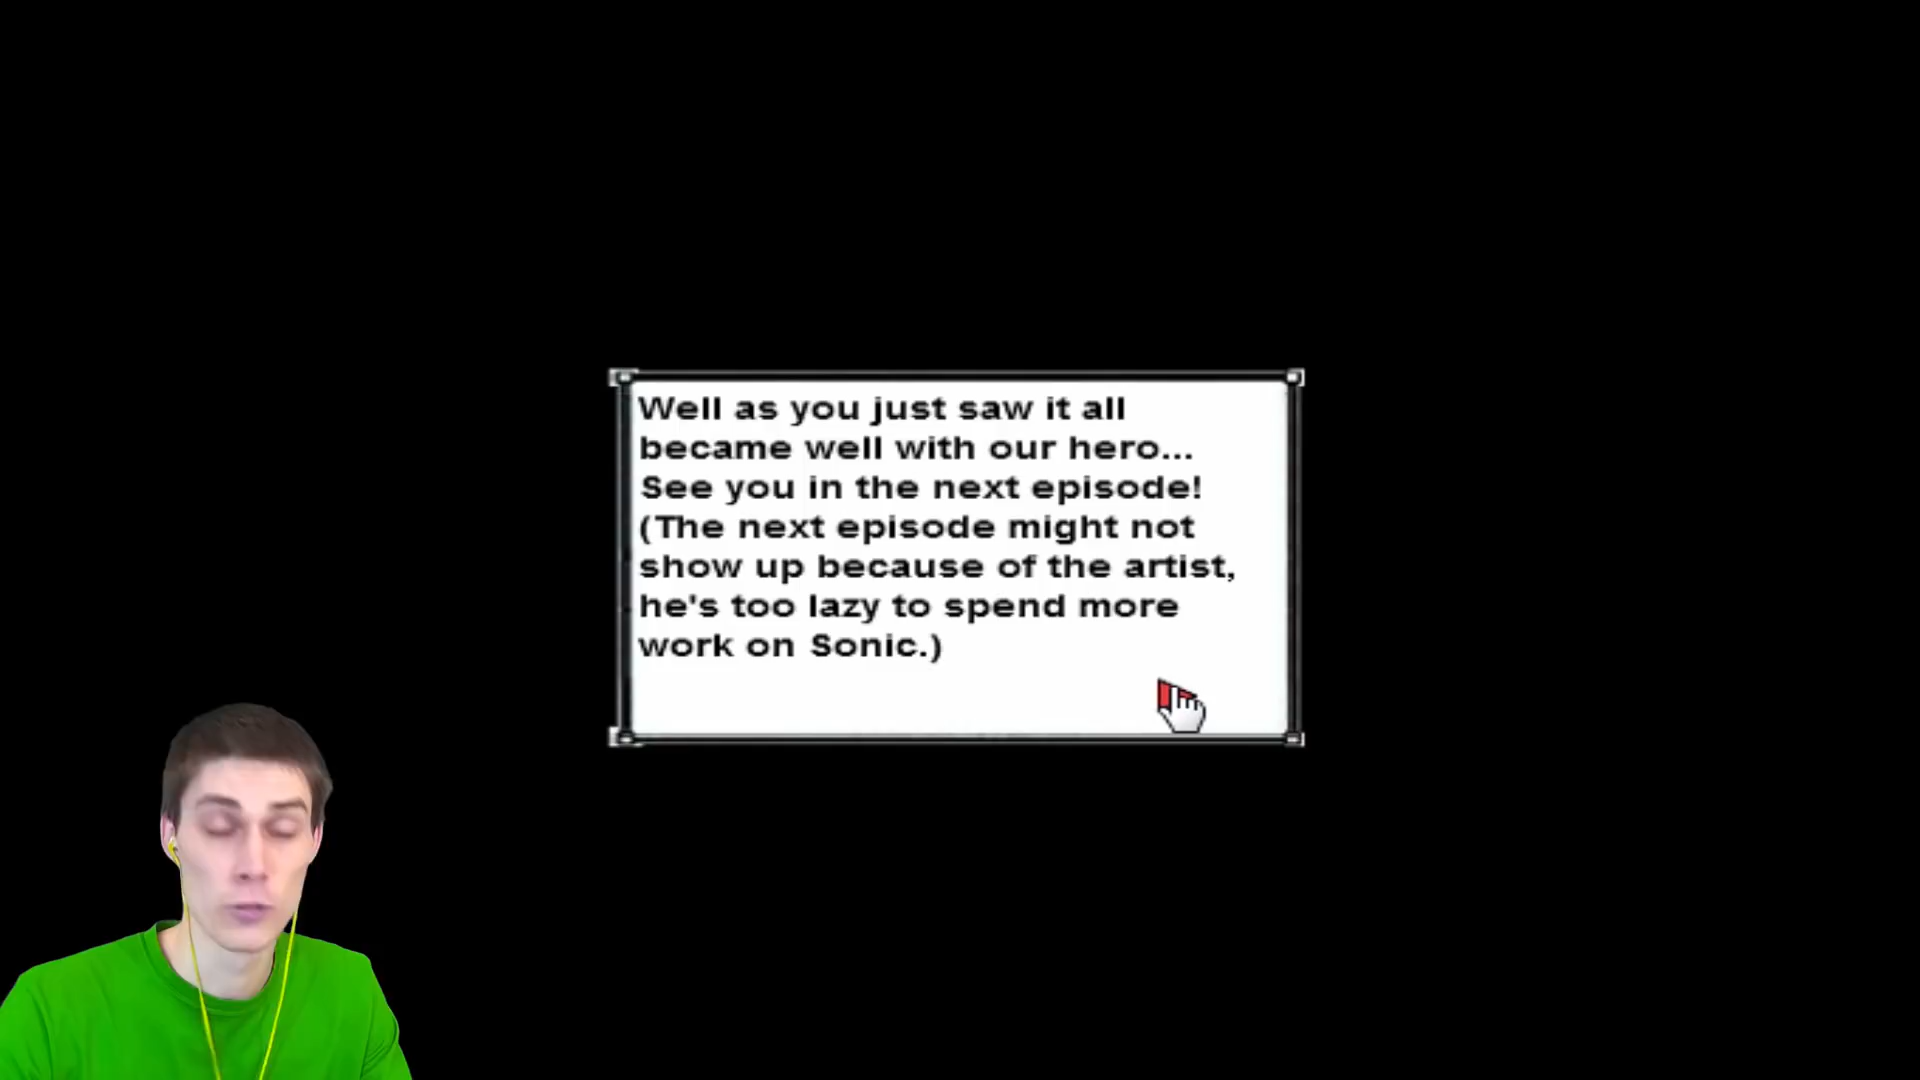 Well as you just saw it all
became well with our hero...
See you in the next episode!
(The next episode might not
show up because of the artist,
he's too lazy to spend more
work on Sonic.)